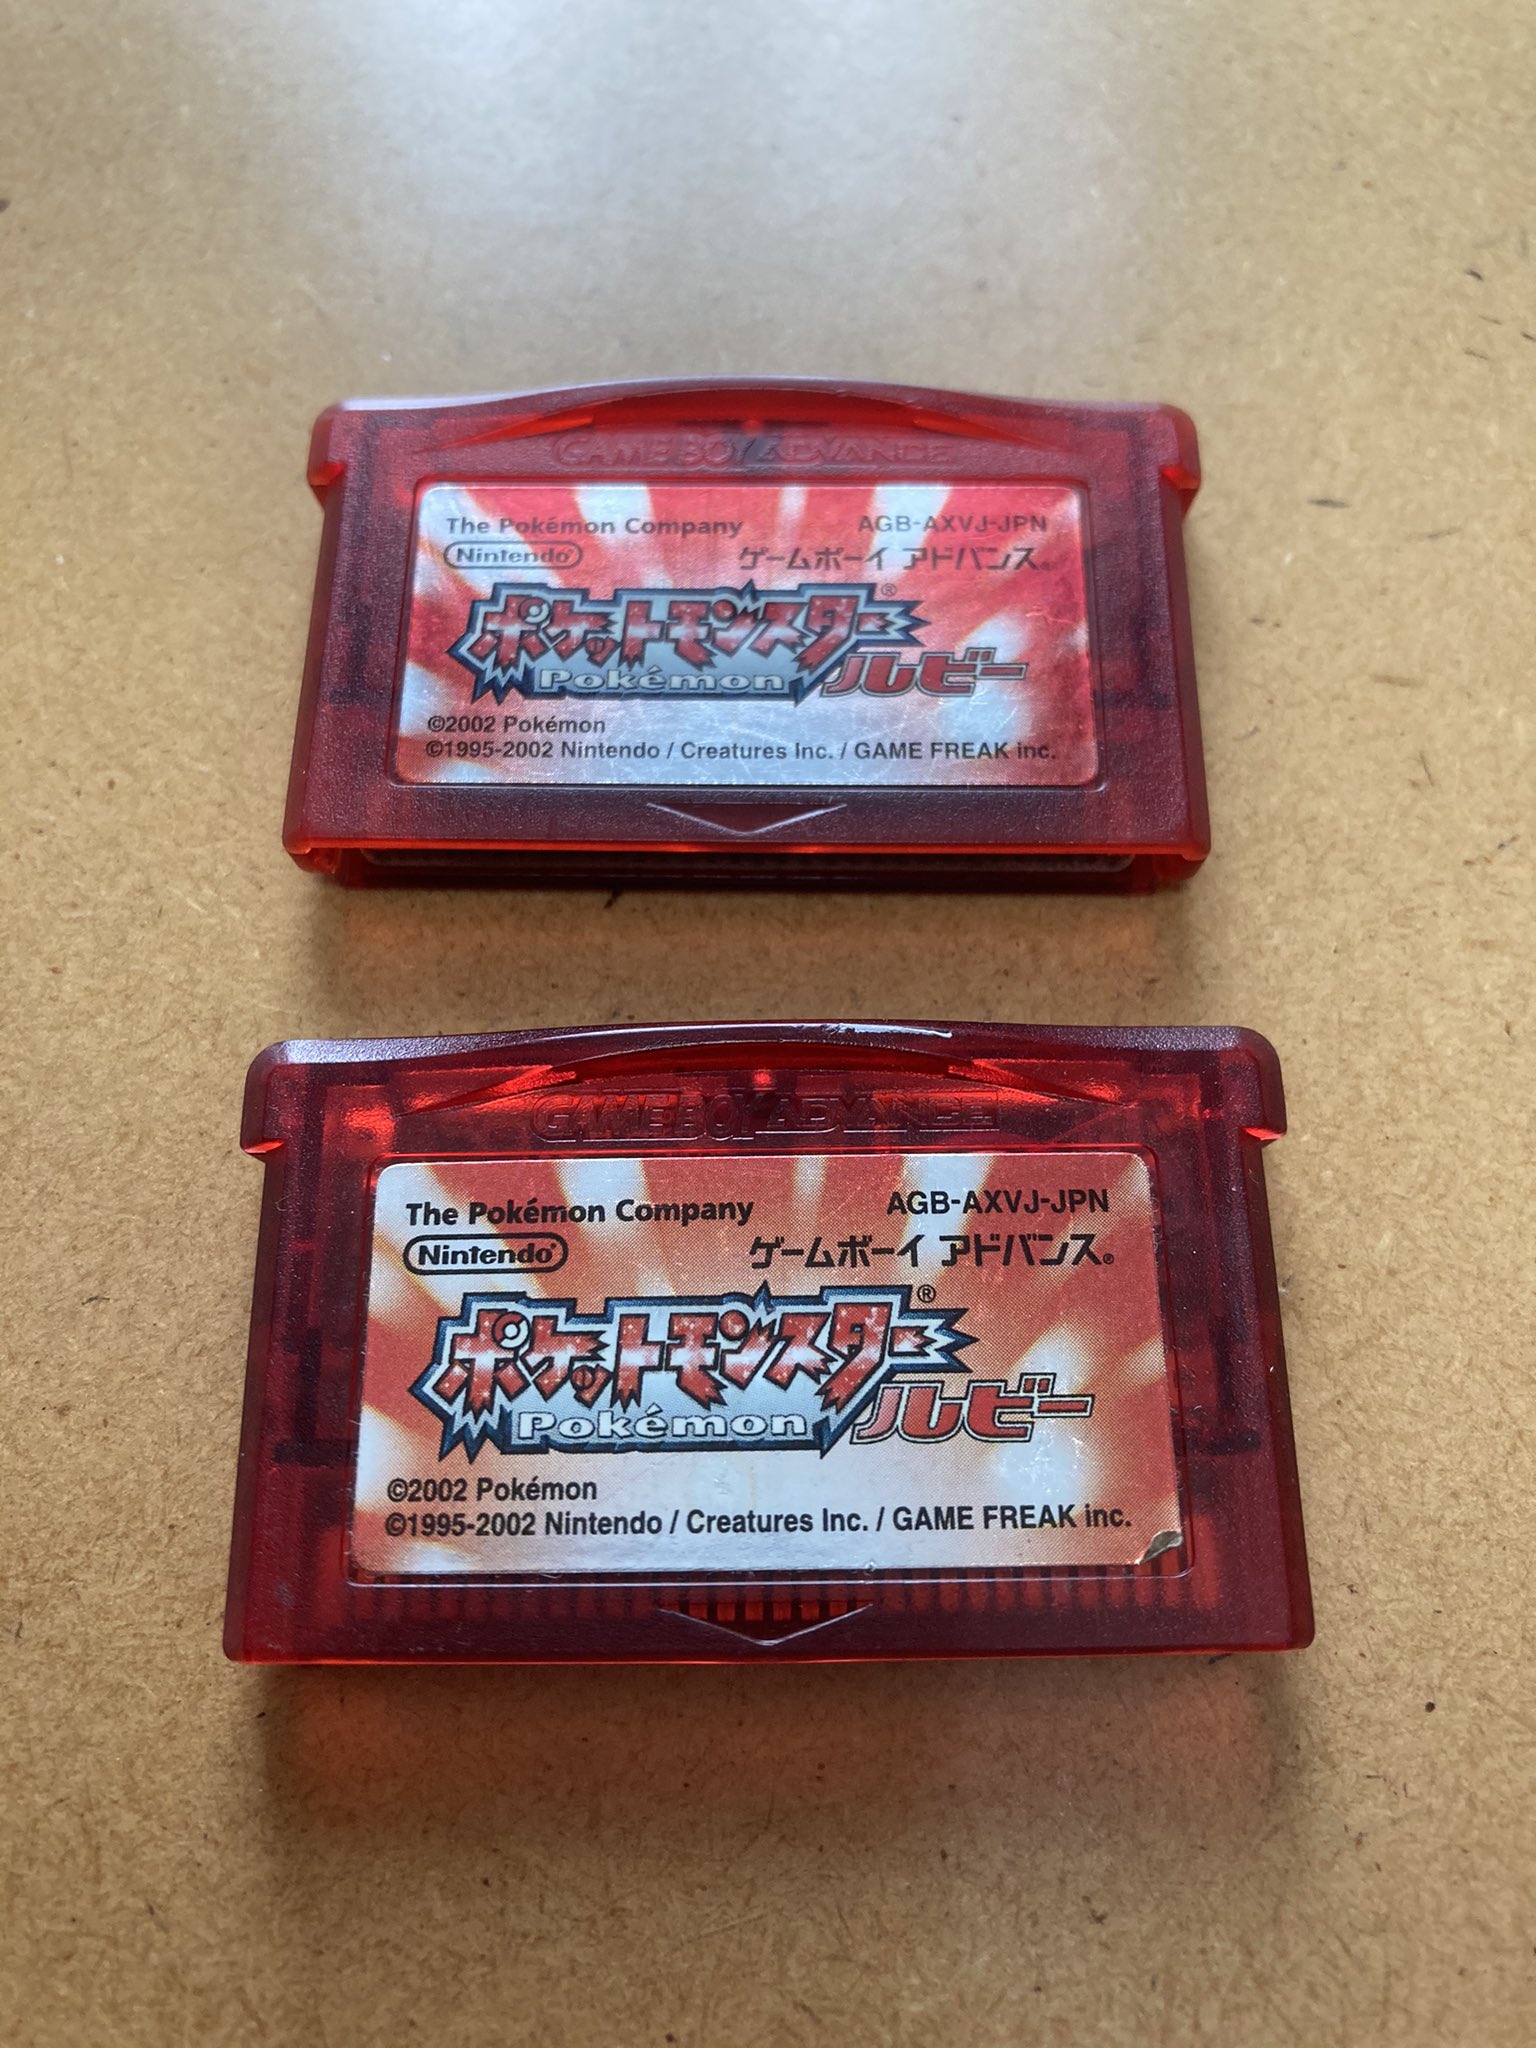 GAME BOY ADVANCE
The Pokémon Company AGB-AXVJ-JPN
Nintendo® ゲームボーイ アドバンス®
ポケットモンスター®
Pokémon ルビー
©2002 Pokémon
©1995-2002 Nintendo / Creatures Inc. / GAME FREAK inc.
GAME BOY ADVANCE
The Pokémon Company AGB-AXVJ-JPN
Nintendo® ゲームボーイ アドバンス®
ポケットモンスター®
Pokémon ルビー
©2002 Pokémon
©1995-2002 Nintendo / Creatures Inc. / GAME FREAK inc.